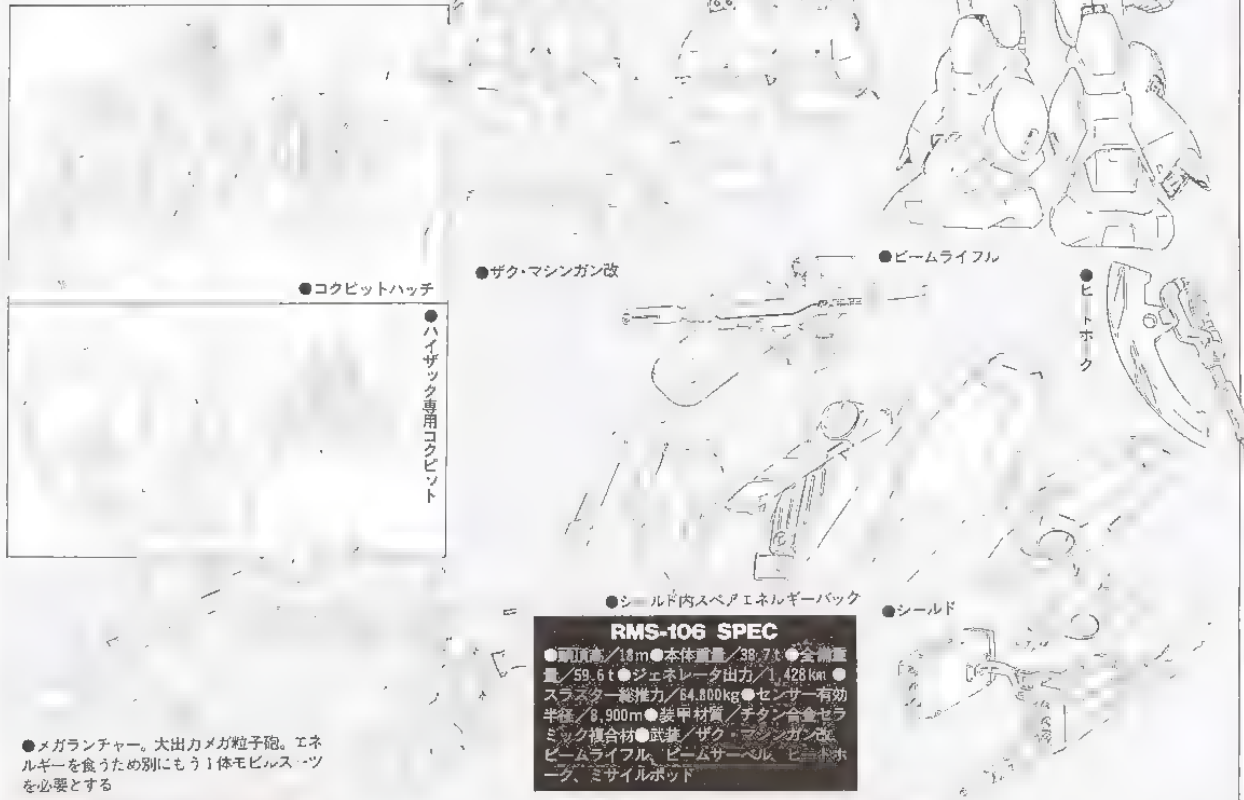 ●コクピットハッチ
●ザク・マシンガン改
●ビームライフル
●ヒートホーク
●ハイザック専用コクピット
●シールド内スペアエネルギーパック
●シールド
RMS-106 SPEC
●頭頂高/18m●本体重量/38.7t●全備重
量/59.6t●ジェネレータ出力/1,428kw●
スラスター総推力/64.800kg●センサー有効
半径/8,900m●装甲材質/チタン合金セラ
ミック複合材●武装/ザク・マシンガン改、
ビームライフル、ビームサーベル、ヒートホ
ーク、ミサイルポッド
●メガランチャー。大出力メガ粒子砲。エネ
ルギーを食うため別にもう1体モビルスーツ
を必要とする